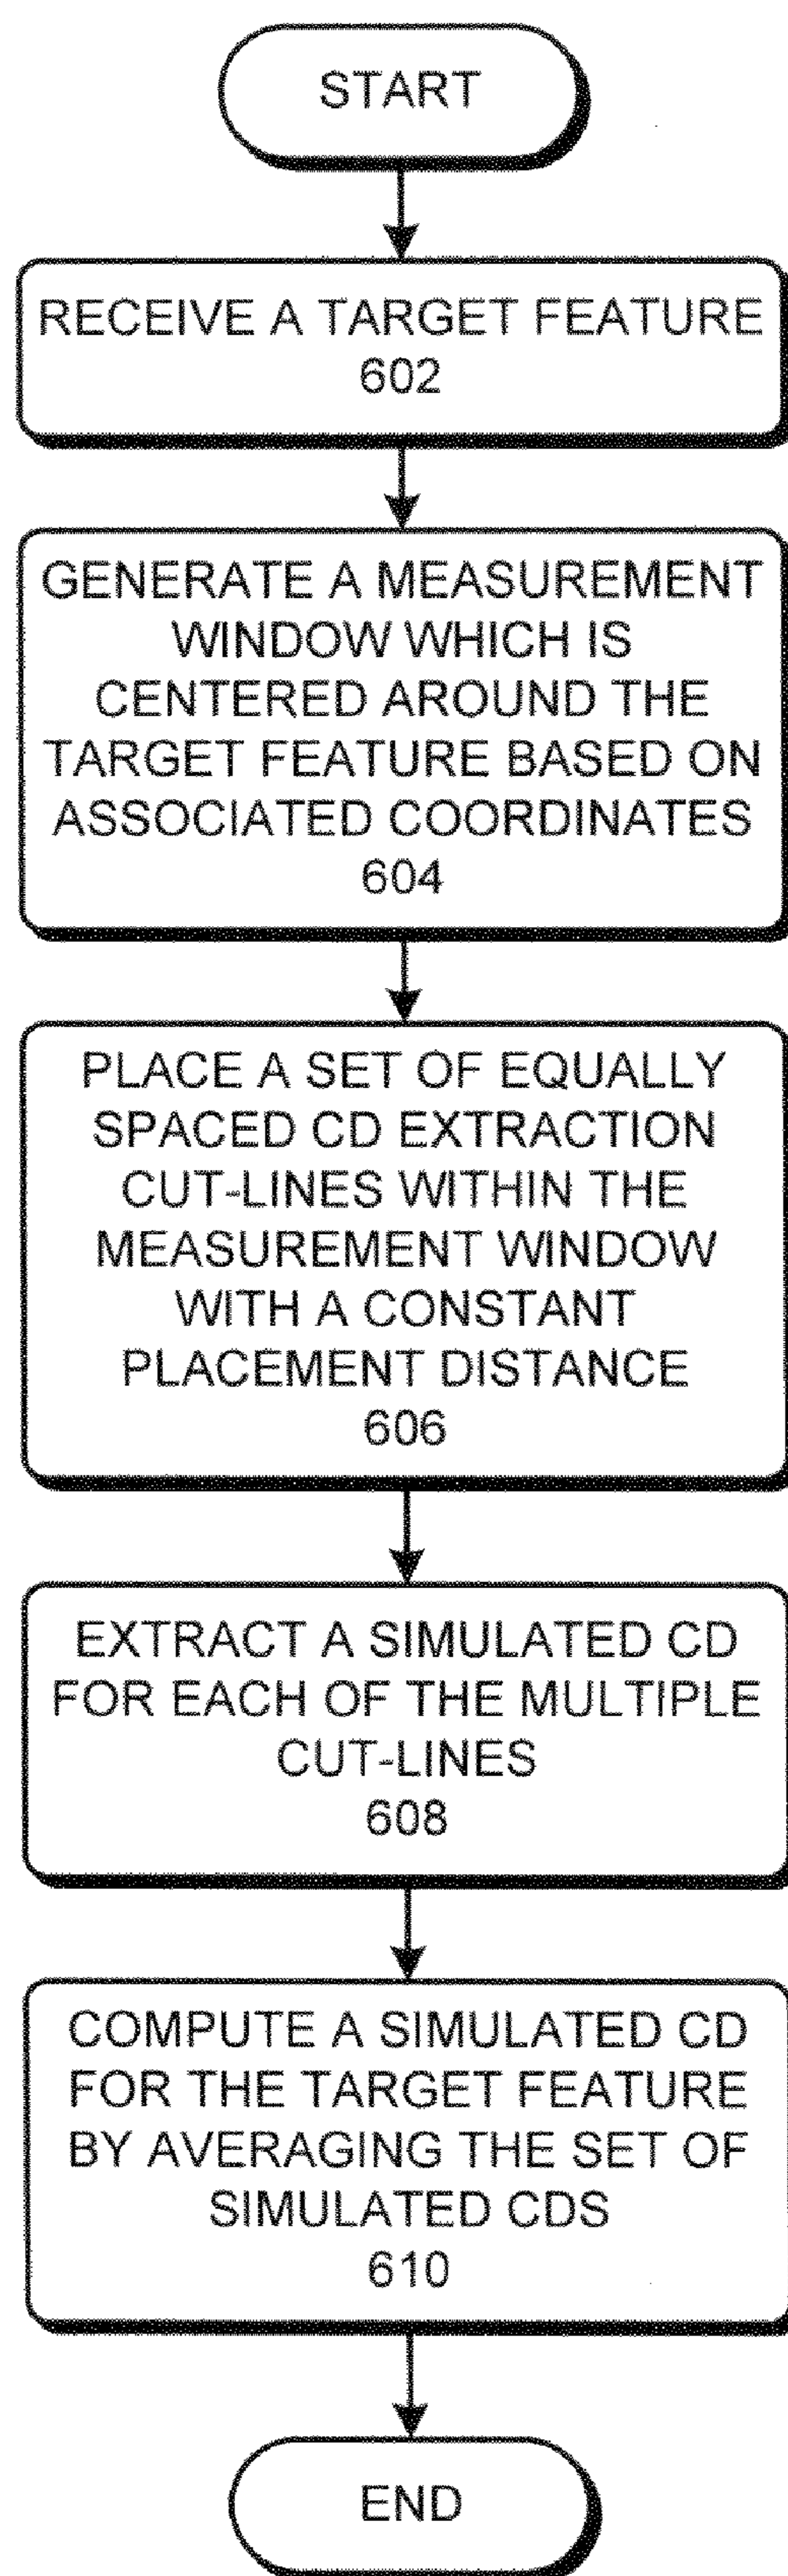 START
RECEIVE A TARGET FEATURE
602
GENERATE A MEASUREMENT
WINDOW WHICH IS
CENTERED AROUND THE
TARGET FEATURE BASED ON
ASSOCIATED COORDINATES
604
PLACE A SET OF EQUALLY
SPACED CD EXTRACTION
CUT-LINES WITHIN THE
MEASUREMENT WINDOW
WITH A CONSTANT
PLACEMENT DISTANCE
606
EXTRACT A SIMULATED CD
FOR EACH OF THE MULTIPLE
CUT-LINES
608
COMPUTE A SIMULATED CD
FOR THE TARGET FEATURE
BY AVERAGING THE SET OF
SIMULATED CDS
610
END